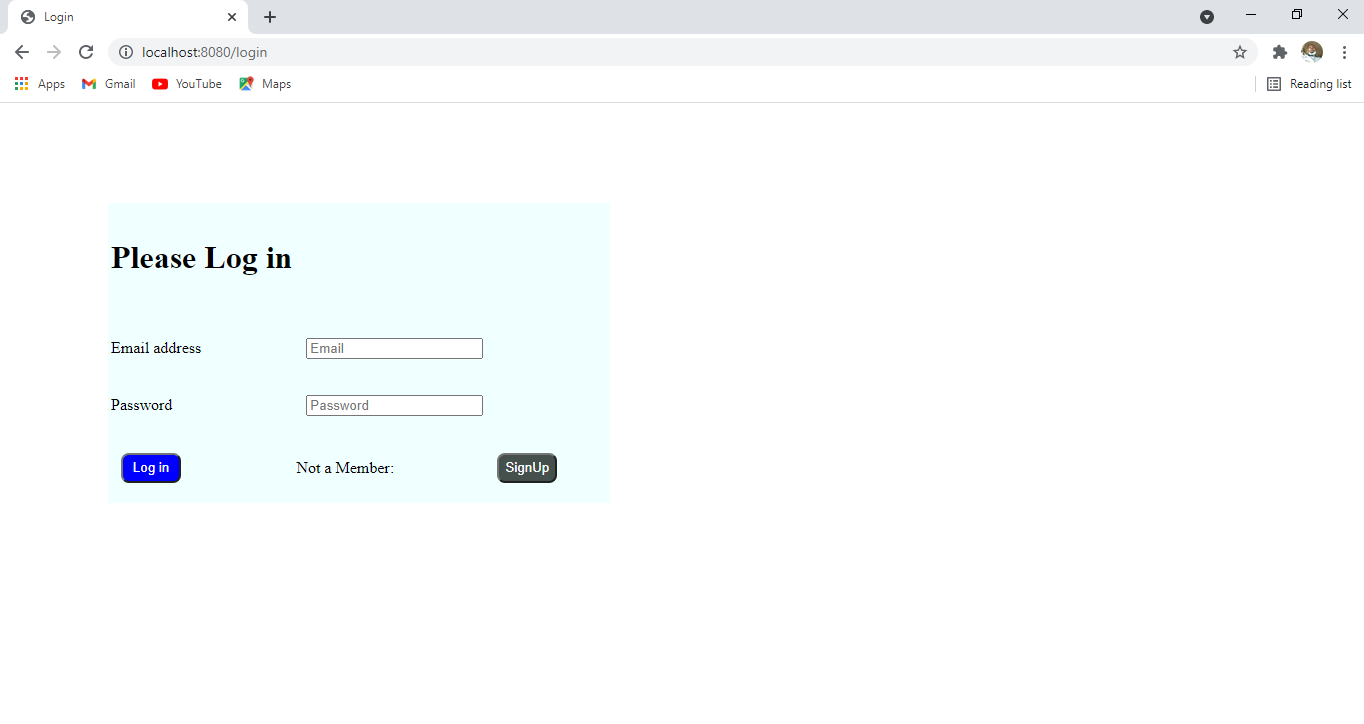 Login
localhost:8080/login
Apps Gmail YouTube Maps Reading list
Please Log in
Email address Email
Password Password
Log in Not a Member: SignUp